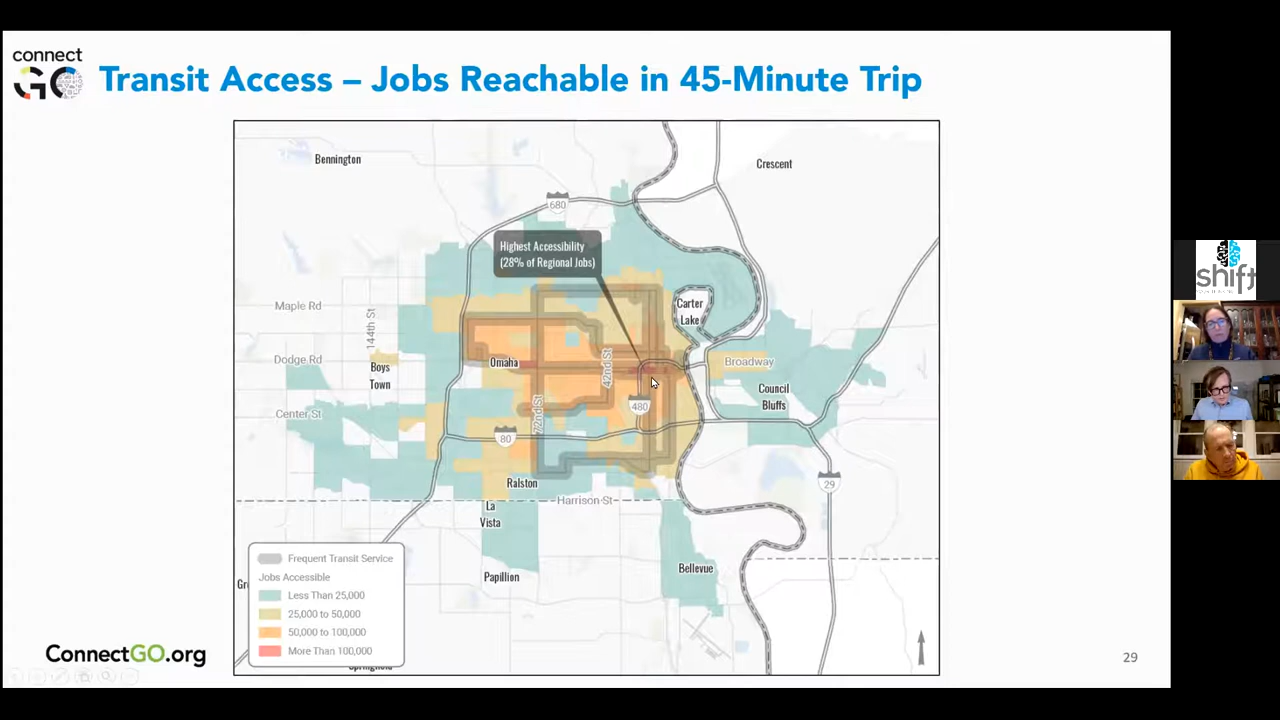 connect
GO
Transit Access – Jobs Reachable in 45-Minute Trip
Bennington
Crescent
680
Highest Accessibility
(28% of Regional Jobs)
Maple Rd
144th St
Carter
Lake
Dodge Rd
Omaha
42nd St
Broadway
Boys
Town
Council
Bluffs
Center St
72nd St
480
80
29
Ralston
Harrison St
La
Vista
Papillion
Bellevue
Frequent Transit Service
Jobs Accessible
Less Than 25,000
25,000 to 50,000
50,000 to 100,000
More Than 100,000
ConnectGO.org
29
shift